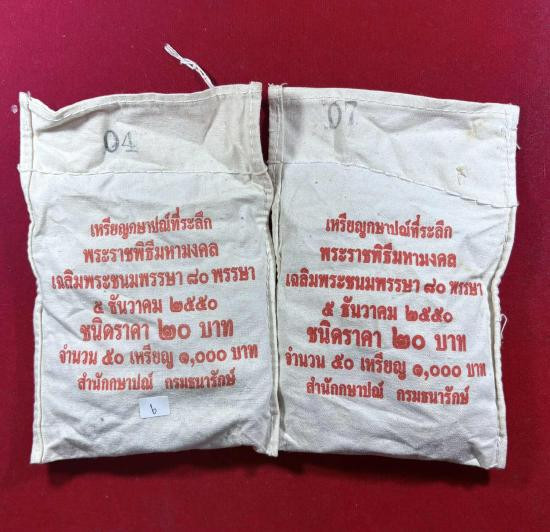 04
เหรียญกษาปณ์ที่ระลึก
พระราชพิธีมหามงคล
เฉลิมพระชนมพรรษา ๘๐ พรรษา
๕ ธันวาคม ๒๕๕๐
ชนิดราคา ๒๐ บาท
จำนวน ๕๐ เหรียญ ๑,๐๐๐ บาท
สำนักกษาปณ์ กรมธนารักษ์
6
07
เหรียญกษาปณ์ที่ระลึก
พระราชพิธีมหามงคล
เฉลิมพระชนมพรรษา ๘๐ พรรษา
๕ ธันวาคม ๒๕๕๐
ชนิดราคา ๒๐ บาท
จำนวน ๕๐ เหรียญ ๑,๐๐๐ บาท
สำนักกษาปณ์ กรมธนารักษ์